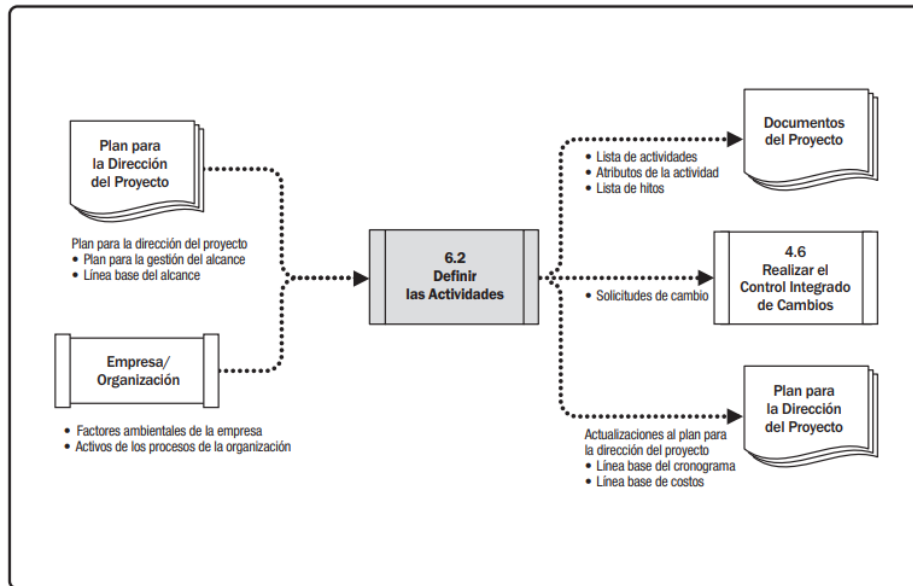 Plan para
la Dirección
del Proyecto
Plan para la dirección del proyecto
• Plan para la gestión del alcance
• Línea base del alcance
Empresa/
Organización
• Factores ambientales de la empresa
• Activos de los procesos de la organización
6.2
Definir
las Actividades
Documentos
del Proyecto
• Lista de actividades
• Atributos de la actividad
• Lista de hitos
4.6
Realizar el
Control Integrado
de Cambios
• Solicitudes de cambio
Plan para
la Dirección
del Proyecto
Actualizaciones al plan para
la dirección del proyecto
• Línea base del cronograma
• Línea base de costos